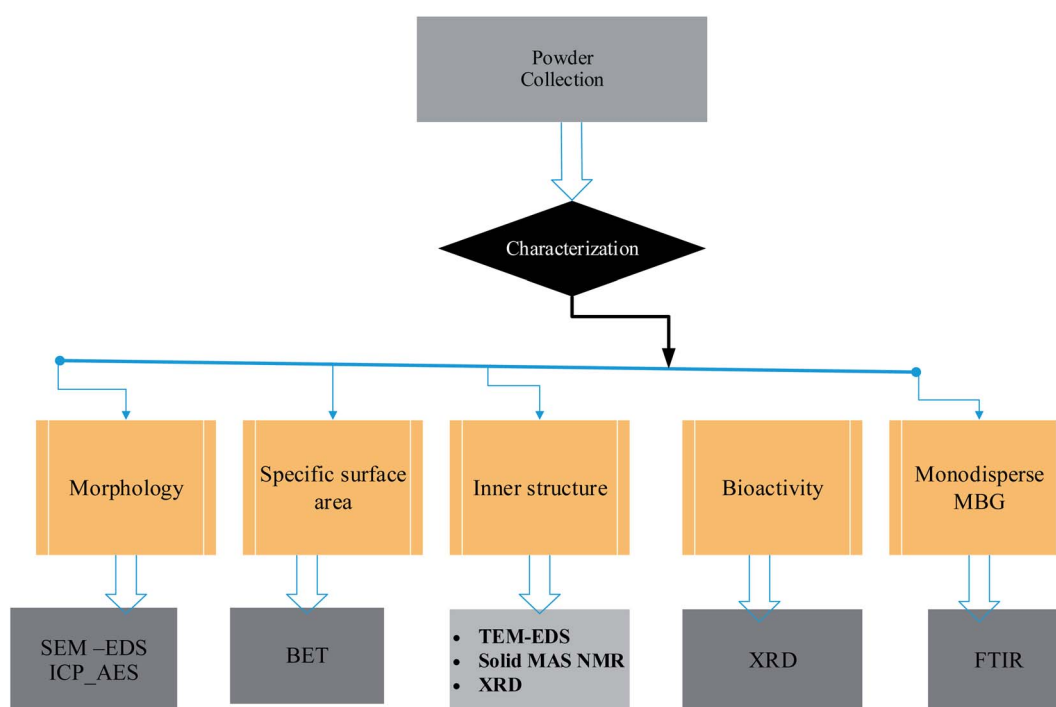 Powder
Collection
Characterization
Morphology
Specific surface
area
Inner structure
Bioactivity
Monodisperse
MBG
SEM –EDS
ICP_AES
BET
• TEM-EDS
• Solid MAS NMR
• XRD
XRD
FTIR